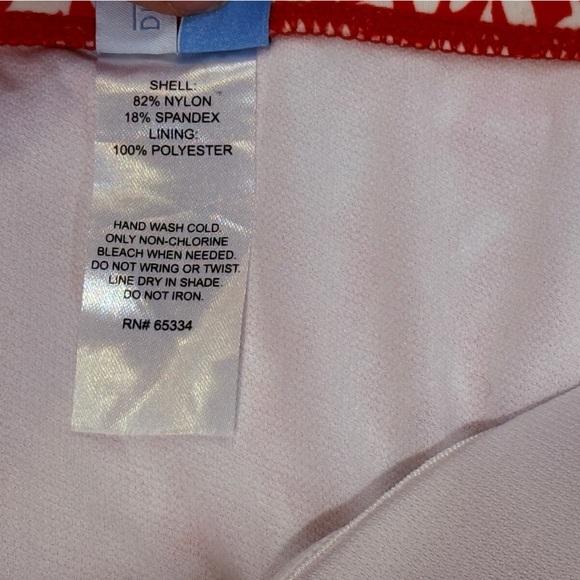 SHELL:
82% NYLON
18% SPANDEX
LINING:
100% POLYESTER
HAND WASH COLD.
ONLY NON-CHLORINE
BLEACH WHEN NEEDED.
DO NOT WRING OR TWIST.
LINE DRY IN SHADE.
DO NOT IRON.
RN# 65334